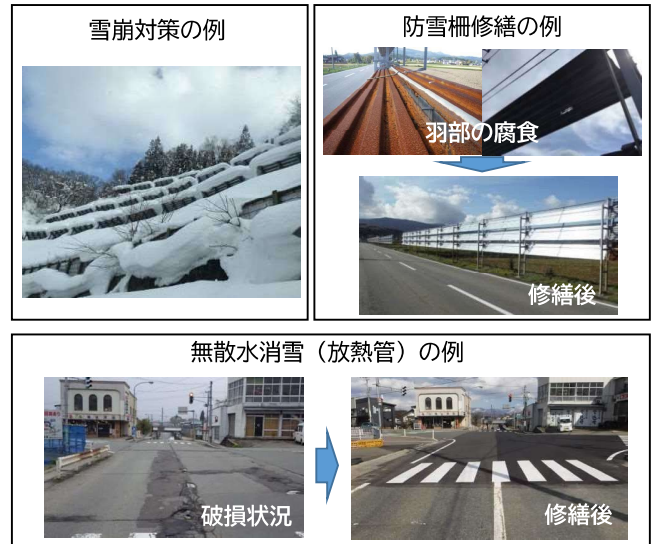 雪崩対策の例
防雪柵修繕の例
羽部の腐食
修繕後
無散水消雪（放熱管）の例
破損状況
修繕後